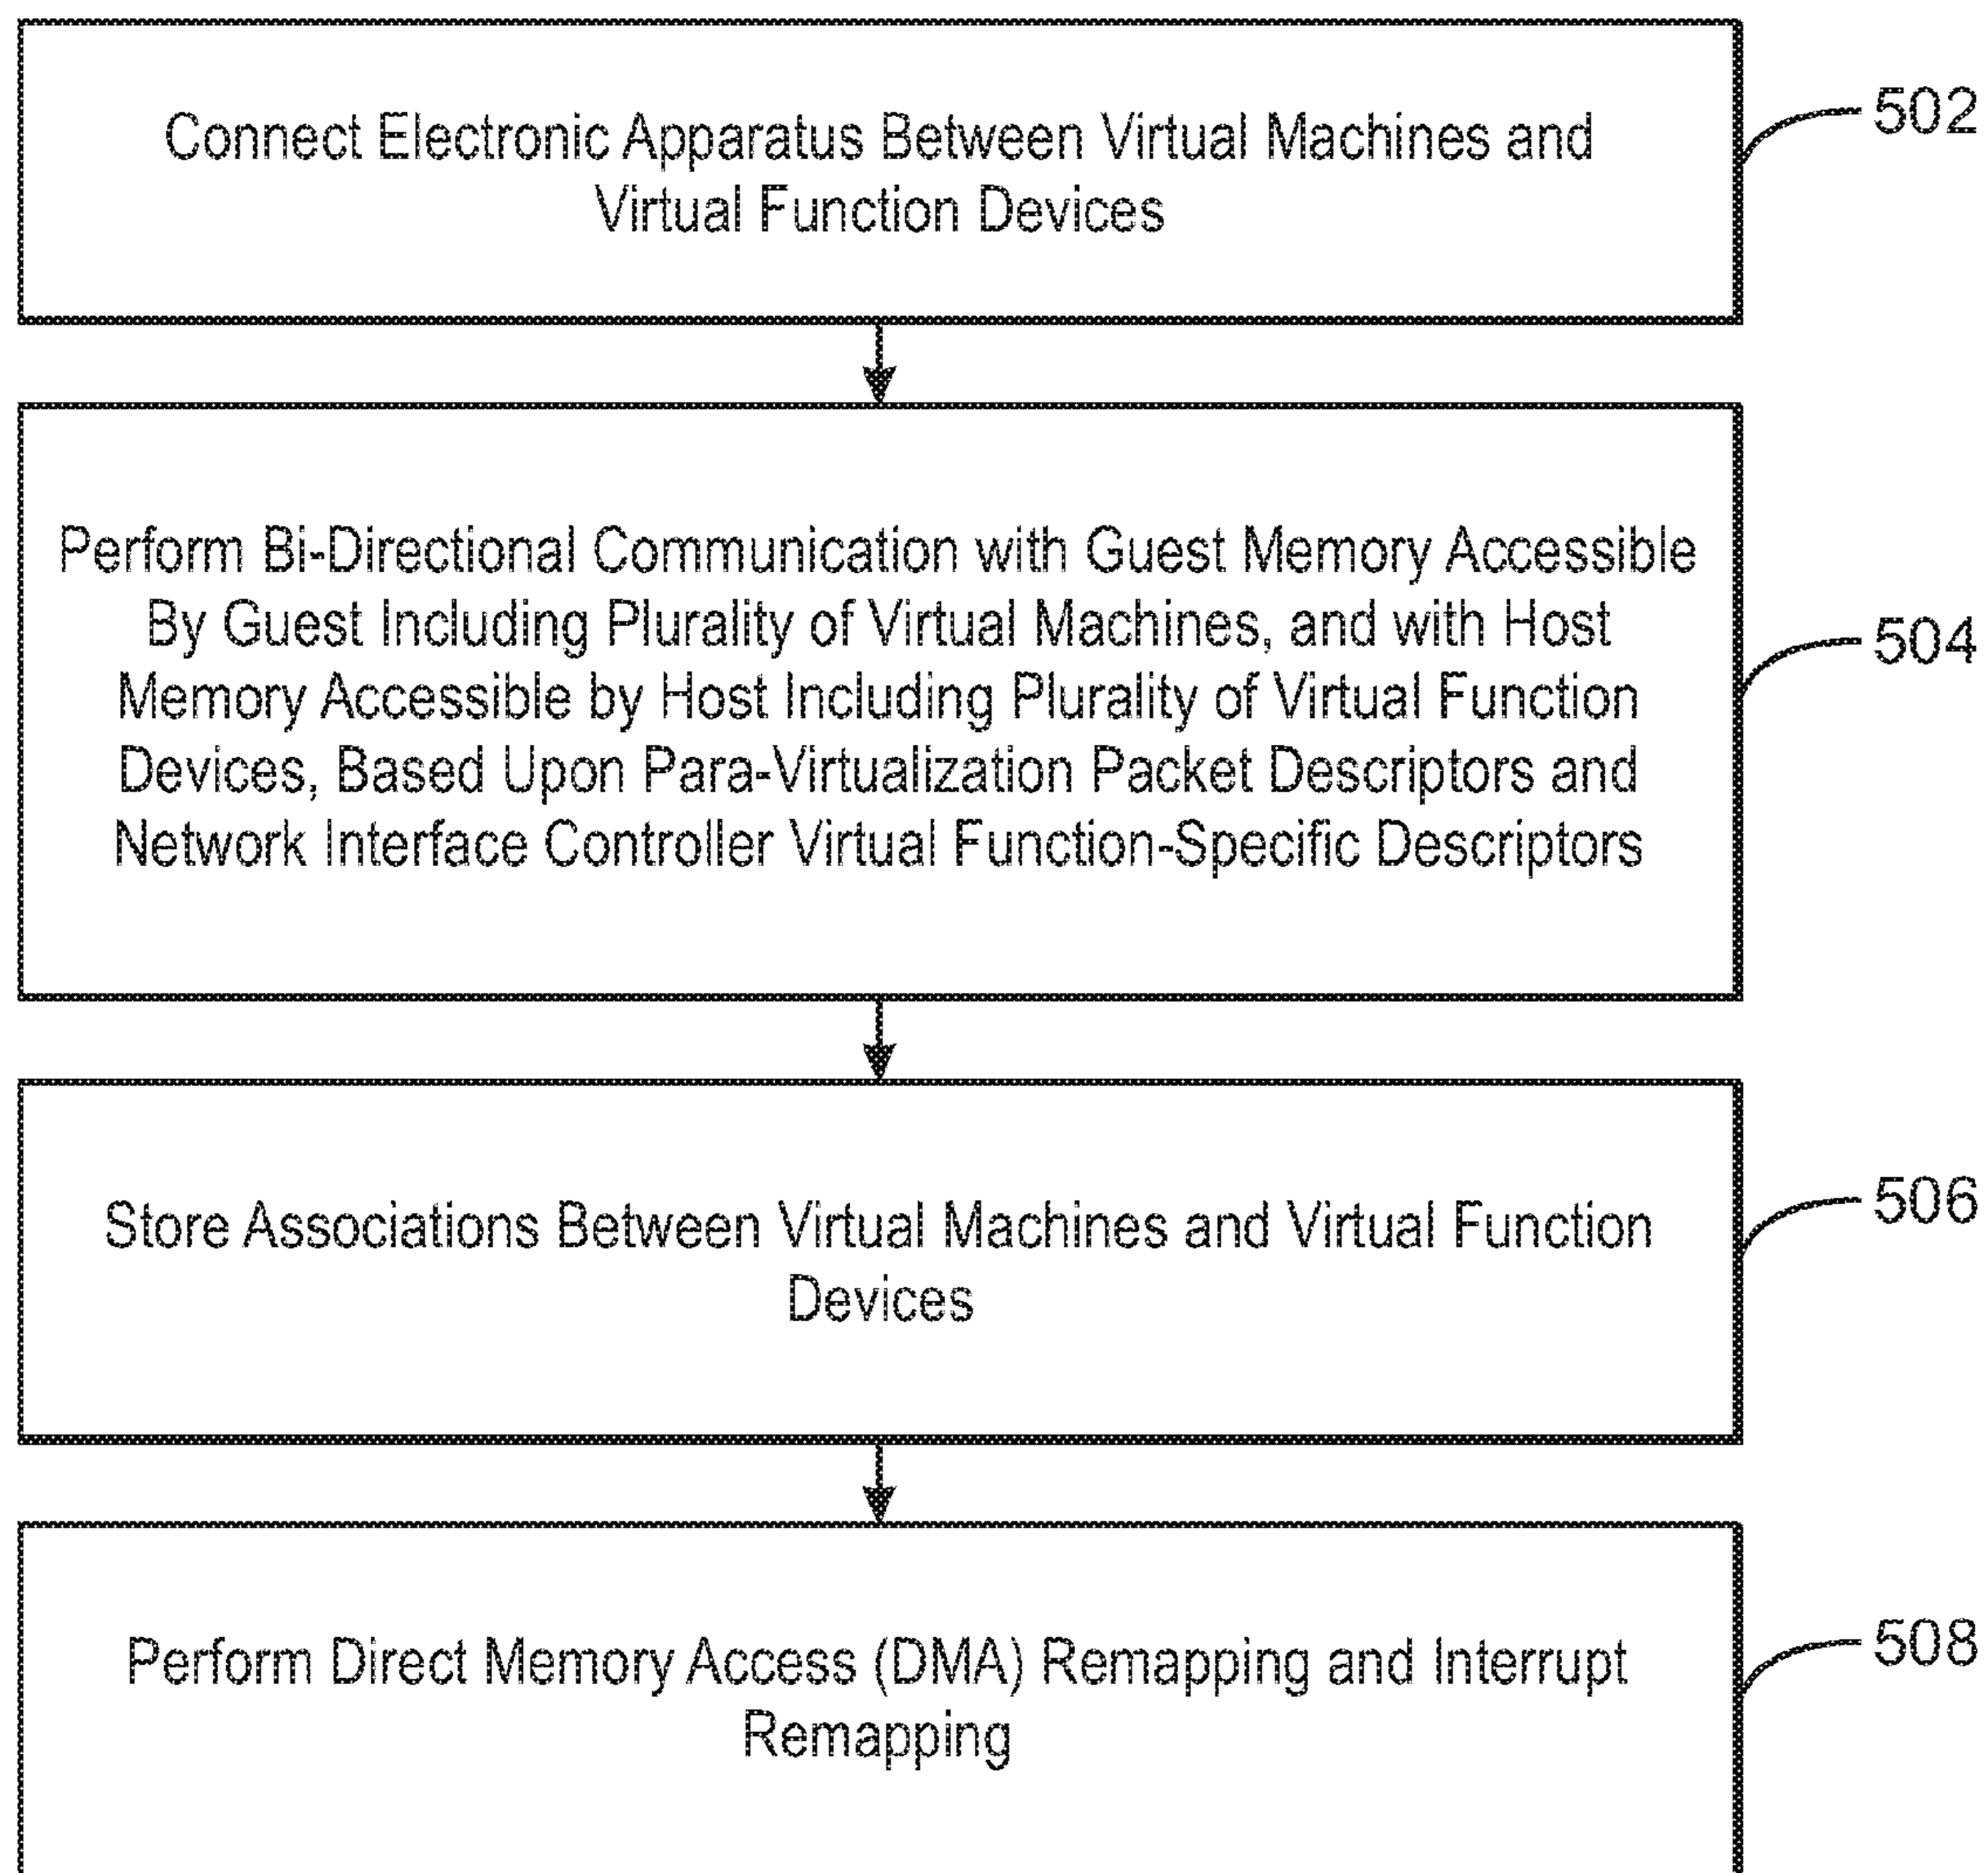 Connect Electronic Apparatus Between Virtual Machines and
Virtual Function Devices
502
Perform Bi-Directional Communication with Guest Memory Accessible
By Guest Including Plurality of Virtual Machines, and with Host
Memory Accessible by Host Including Plurality of Virtual Function
Devices, Based Upon Para-Virtualization Packet Descriptors and
Network Interface Controller Virtual Function-Specific Descriptors
504
Store Associations Between Virtual Machines and Virtual Function
Devices
506
Perform Direct Memory Access (DMA) Remapping and Interrupt
Remapping
508